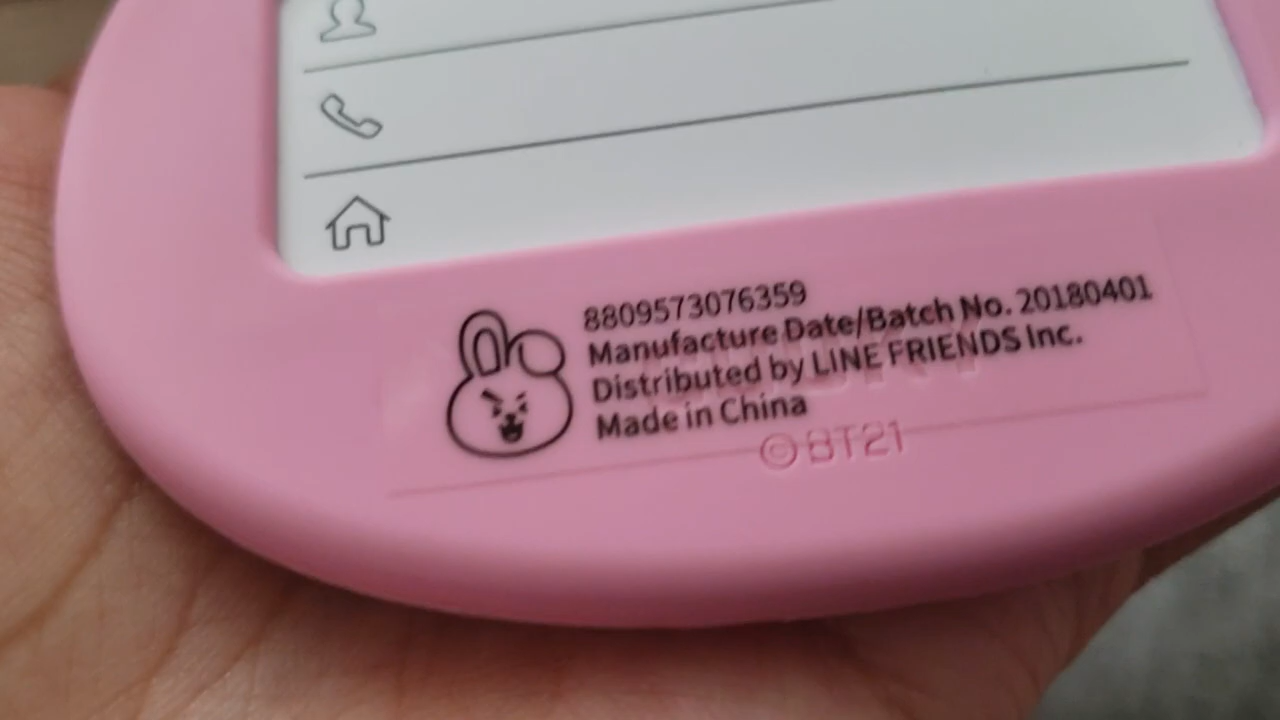 8809573076359
Manufacture Date/Batch No. 20180401
Distributed by LINE FRIENDS Inc.
Made in China
©BT21